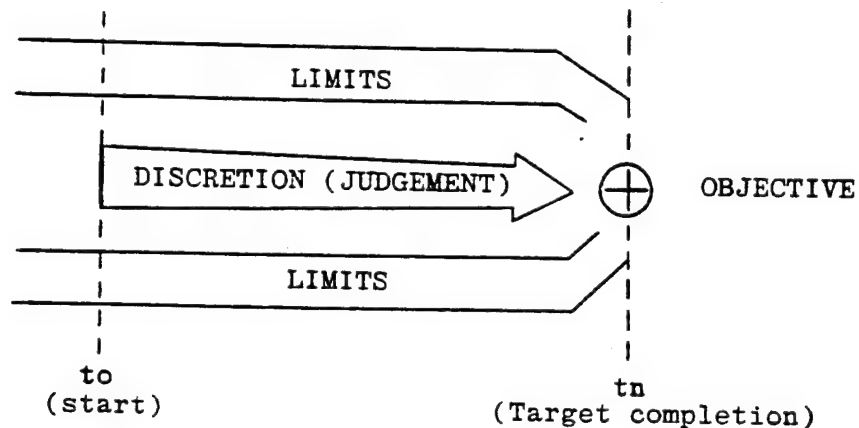 LIMITS
DISCRETION (JUDGEMENT)
OBJECTIVE
LIMITS
to
(start)
tn
(Target completion)